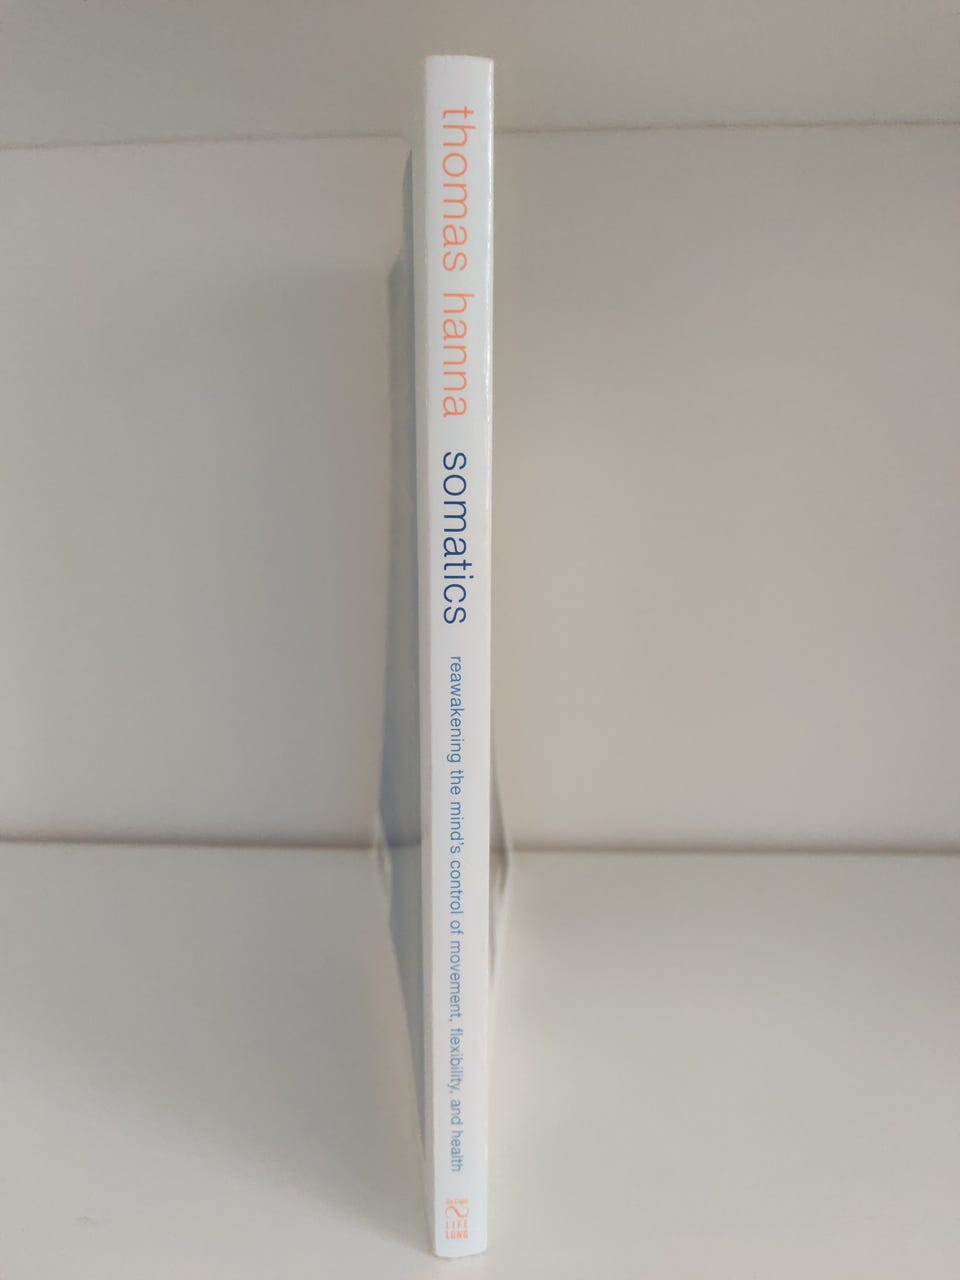 thomas hanna somatics reawakening the mind's control of movement, flexibility, and health